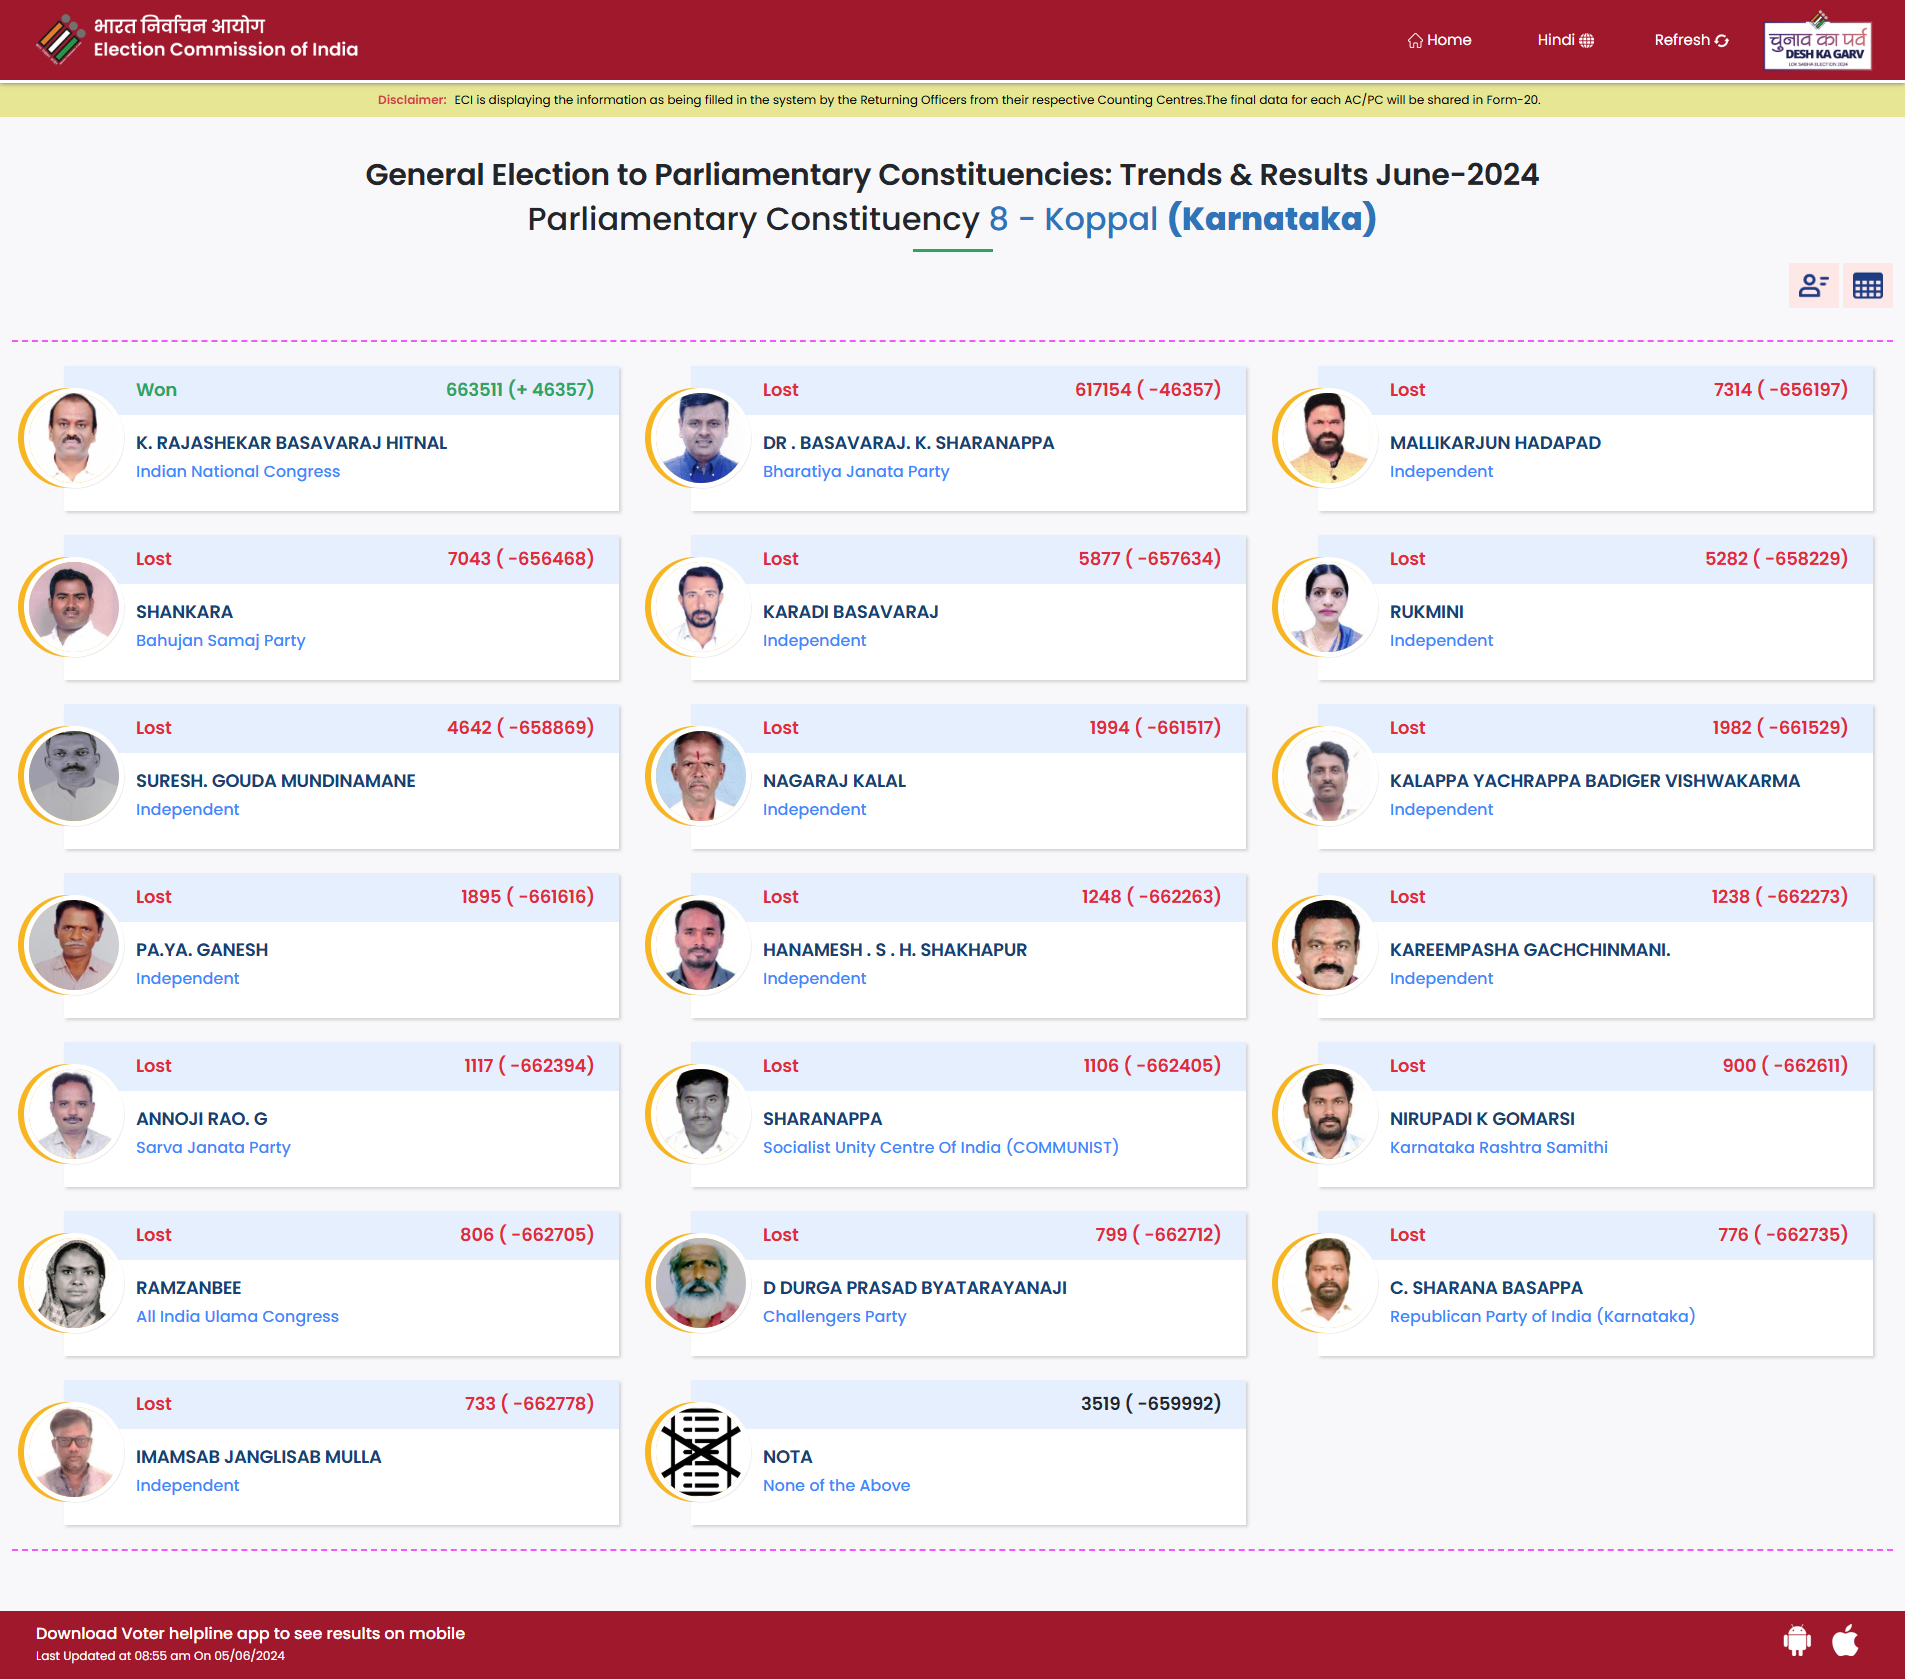 भारत निर्वाचन आयोग
Election Commission of India
Home
Hindi
Refresh
चुनाव का पर्व
DESH KA GARV
LOK SABHA ELECTION 2024
Disclaimer: ECI is displaying the information as being filled in the system by the Returning Officers from their respective Counting Centres.The final data for each AC/PC will be shared in Form-20.
General Election to Parliamentary Constituencies: Trends & Results June-2024
Parliamentary Constituency 8 - Koppal (Karnataka)
Won 663511 (+ 46357)
K. RAJASHEKAR BASAVARAJ HITNAL
Indian National Congress
Lost 617154 ( -46357)
DR . BASAVARAJ. K. SHARANAPPA
Bharatiya Janata Party
Lost 7314 ( -656197)
MALLIKARJUN HADAPAD
Independent
Lost 7043 ( -656468)
SHANKARA
Bahujan Samaj Party
Lost 5877 ( -657634)
KARADI BASAVARAJ
Independent
Lost 5282 ( -658229)
RUKMINI
Independent
Lost 4642 ( -658869)
SURESH. GOUDA MUNDINAMANE
Independent
Lost 1994 ( -661517)
NAGARAJ KALAL
Independent
Lost 1982 ( -661529)
KALAPPA YACHRAPPA BADIGER VISHWAKARMA
Independent
Lost 1895 ( -661616)
PA.YA. GANESH
Independent
Lost 1248 ( -662263)
HANAMESH . S . H. SHAKHAPUR
Independent
Lost 1238 ( -662273)
KAREEMPASHA GACHCHINMANI.
Independent
Lost 1117 ( -662394)
ANNOJI RAO. G
Sarva Janata Party
Lost 1106 ( -662405)
SHARANAPPA
Socialist Unity Centre Of India (COMMUNIST)
Lost 900 ( -662611)
NIRUPADI K GOMARSI
Karnataka Rashtra Samithi
Lost 806 ( -662705)
RAMZANBEE
All India Ulama Congress
Lost 799 ( -662712)
D DURGA PRASAD BYATARAYANAJI
Challengers Party
Lost 776 ( -662735)
C. SHARANA BASAPPA
Republican Party of India (Karnataka)
Lost 733 ( -662778)
IMAMSAB JANGLISAB MULLA
Independent
3519 ( -659992)
NOTA
None of the Above
Download Voter helpline app to see results on mobile
Last Updated at 08:55 am On 05/06/2024